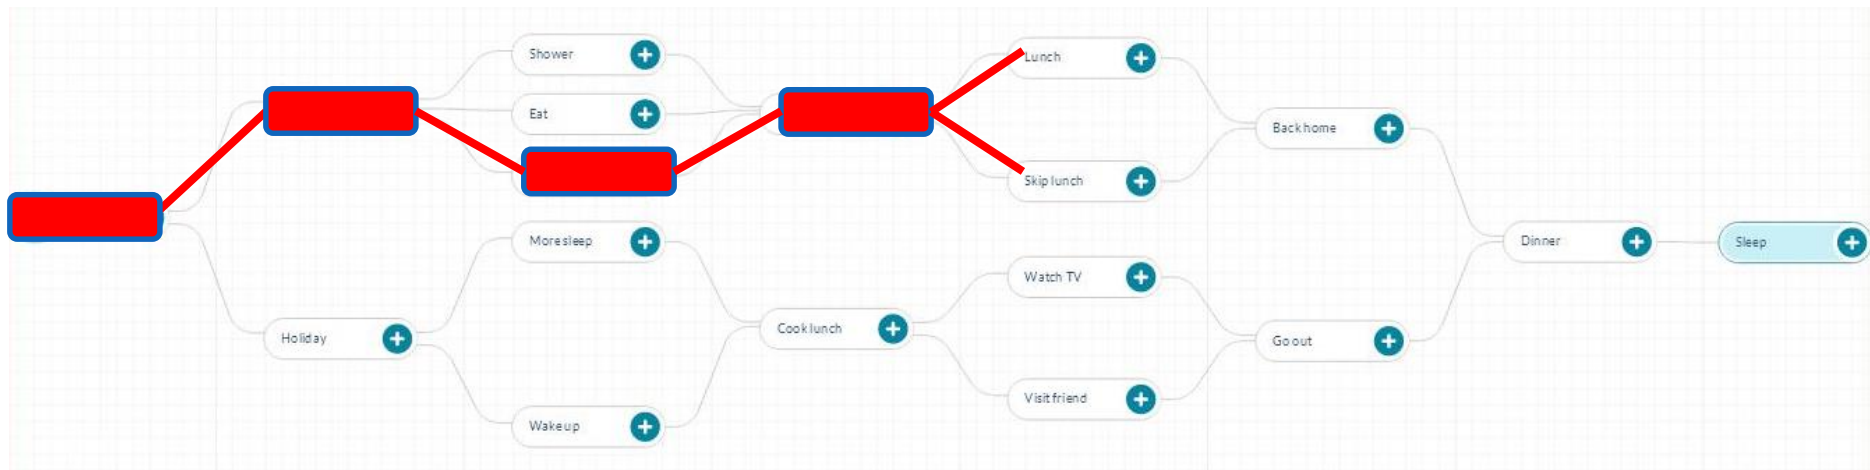 Shower
Eat
Lunch
Skip lunch
Back home
More sleep
Watch TV
Dinner
Sleep
Holiday
Cook lunch
Go out
Visit friend
Wake up